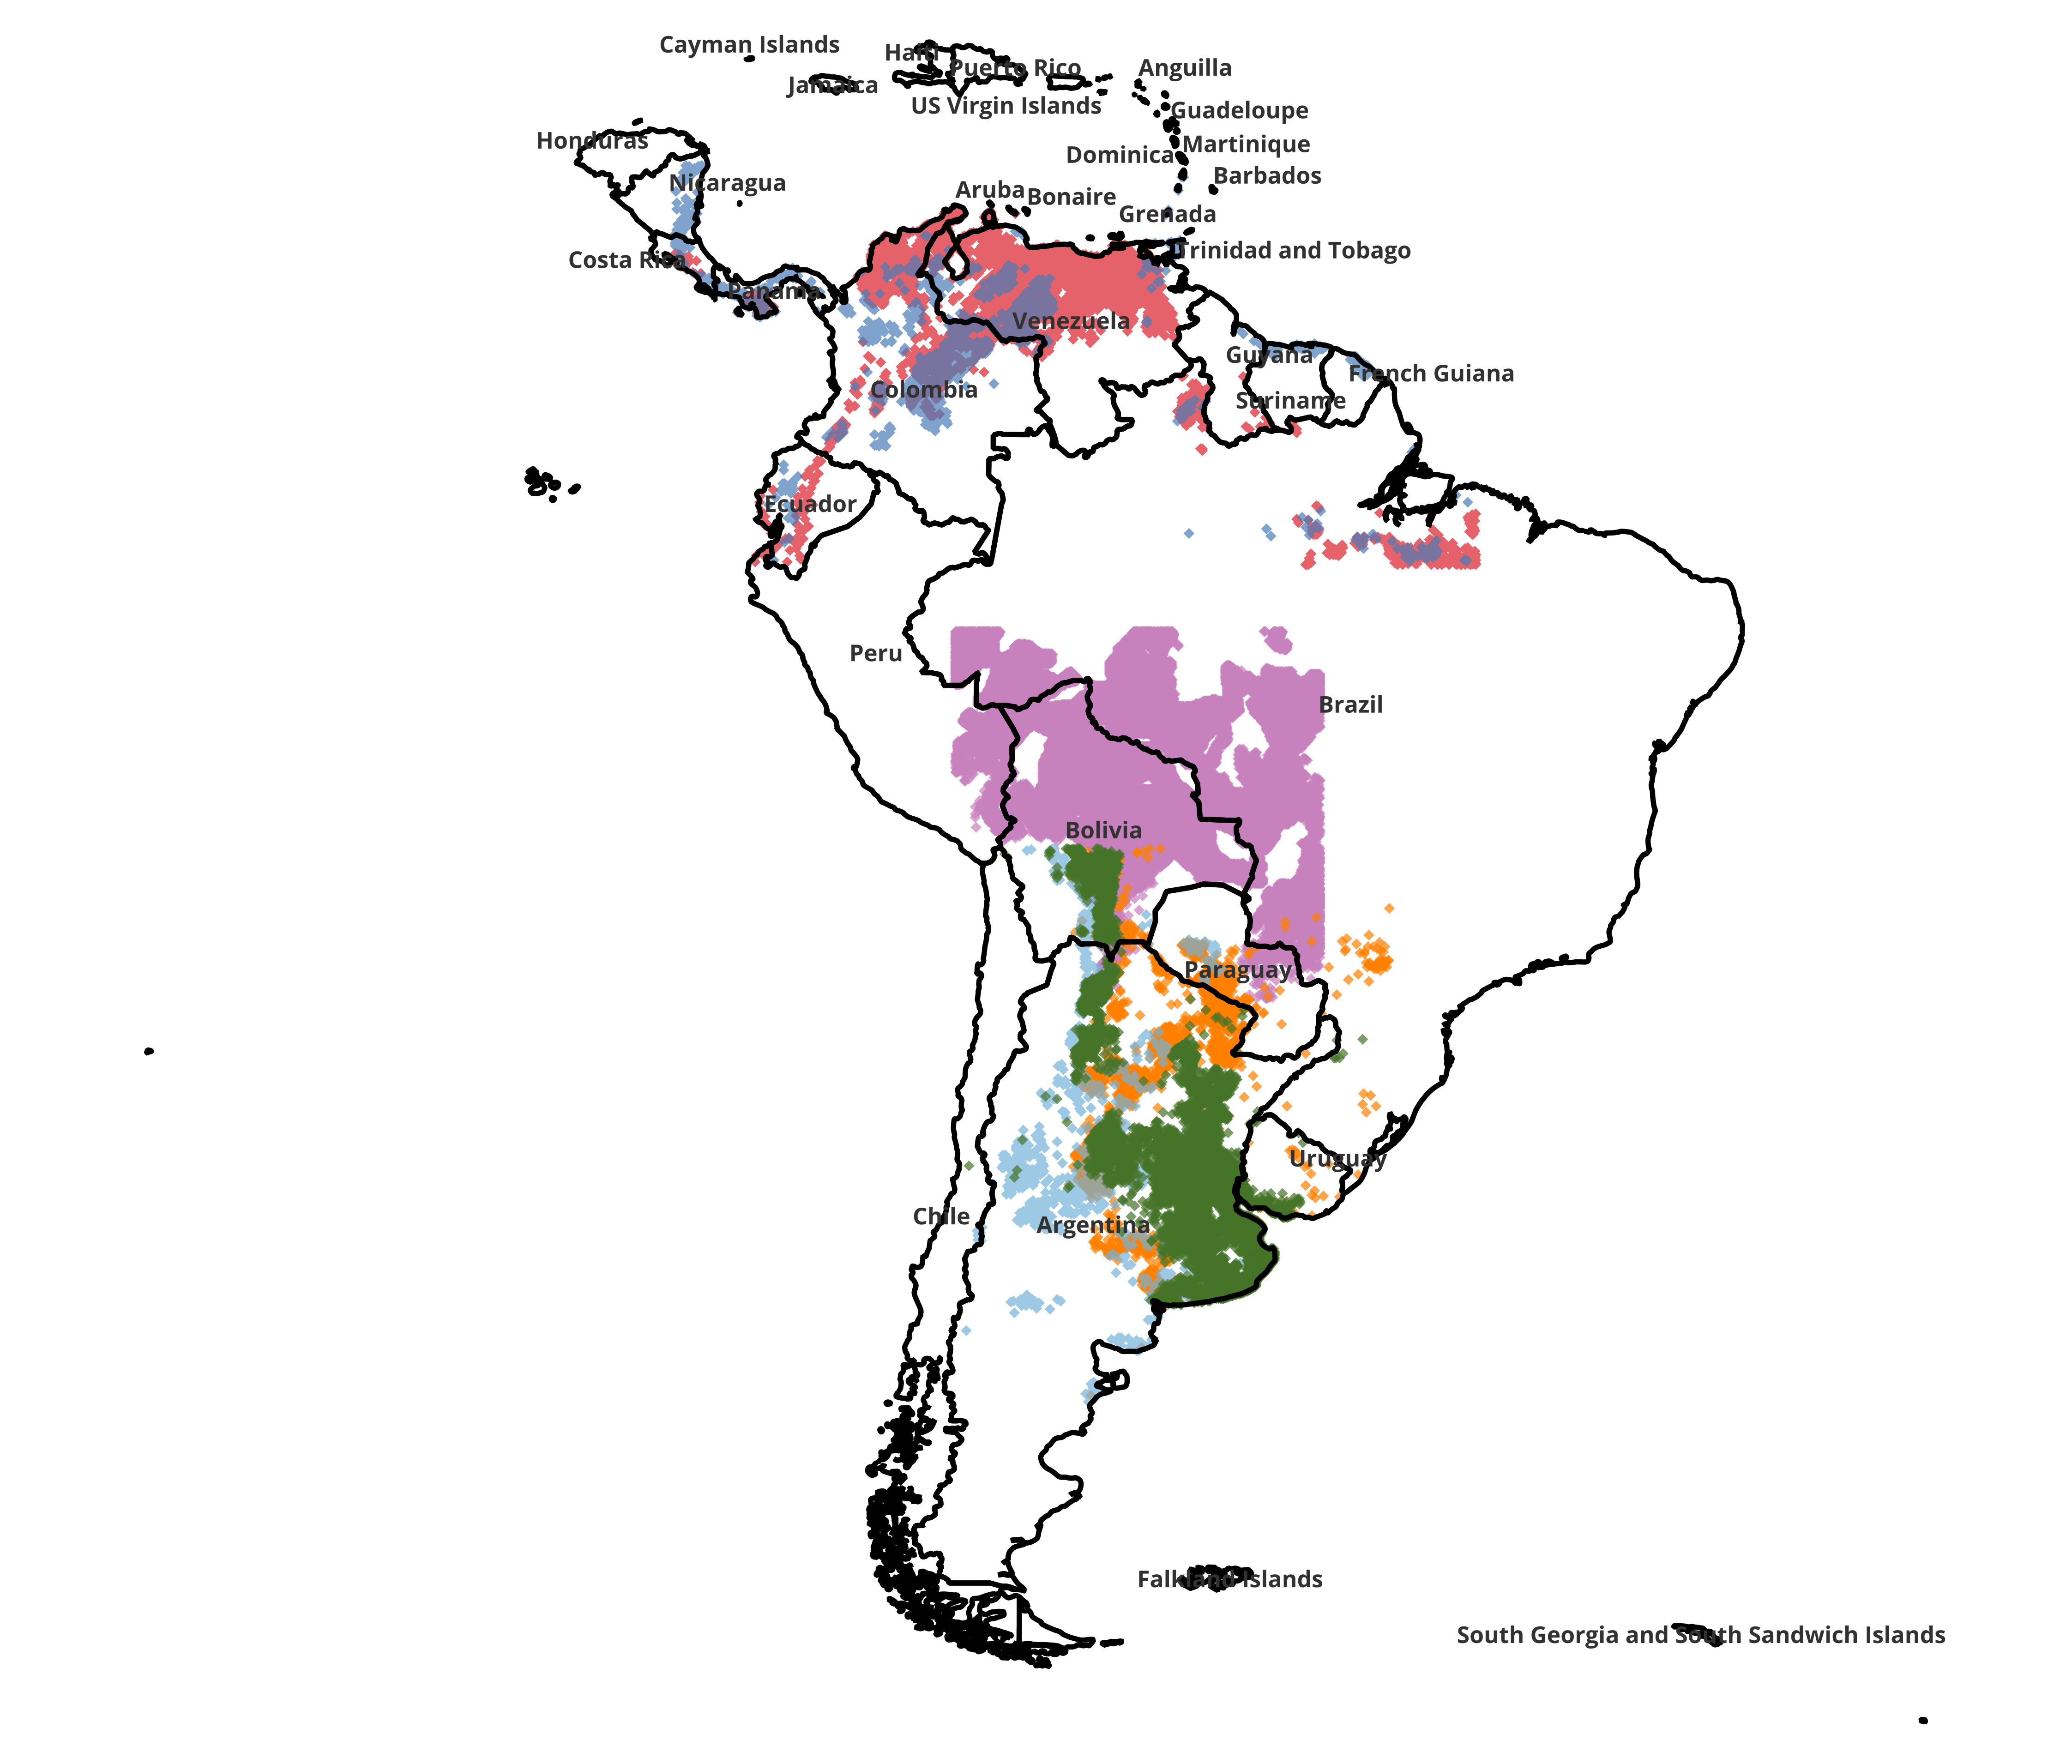 Cayman Islands
Haiti
Puerto Rico
Anguilla
Jamaica
US Virgin Islands
Guadeloupe
Honduras
Martinique
Dominica
Nicaragua
Barbados
Aruba
Bonaire
Grenada
Costa Rica
Trinidad and Tobago
Panama
Venezuela
Guyana
French Guiana
Colombia
Suriname
Ecuador
Peru
Brazil
Bolivia
Paraguay
Uruguay
Chile
Argentina
Falkland Islands
South Georgia and South Sandwich Islands